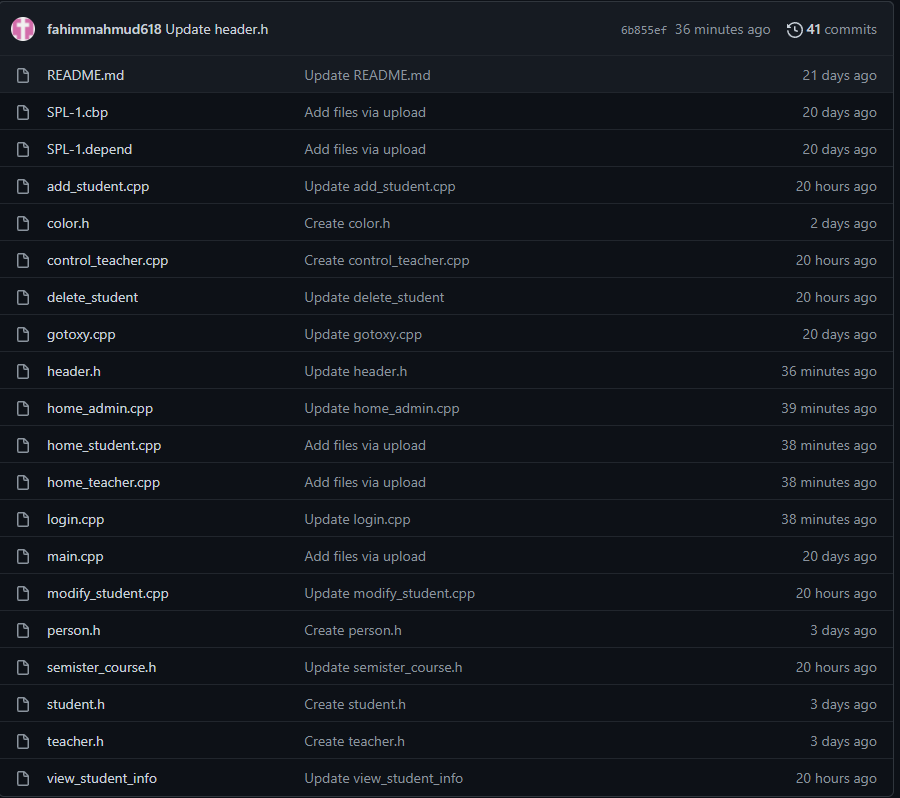 fahimmahmud618 Update header.h 6b855ef 36 minutes ago 41 commits
README.md Update README.md 21 days ago
SPL-1.cbp Add files via upload 20 days ago
SPL-1.depend Add files via upload 20 days ago
add_student.cpp Update add_student.cpp 20 hours ago
color.h Create color.h 2 days ago
control_teacher.cpp Create control_teacher.cpp 20 hours ago
delete_student Update delete_student 20 hours ago
gotoxy.cpp Update gotoxy.cpp 20 days ago
header.h Update header.h 36 minutes ago
home_admin.cpp Update home_admin.cpp 39 minutes ago
home_student.cpp Add files via upload 38 minutes ago
home_teacher.cpp Add files via upload 38 minutes ago
login.cpp Update login.cpp 38 minutes ago
main.cpp Add files via upload 20 days ago
modify_student.cpp Update modify_student.cpp 20 hours ago
person.h Create person.h 3 days ago
semister_course.h Update semister_course.h 20 hours ago
student.h Create student.h 3 days ago
teacher.h Create teacher.h 3 days ago
view_student_info Update view_student_info 20 hours ago